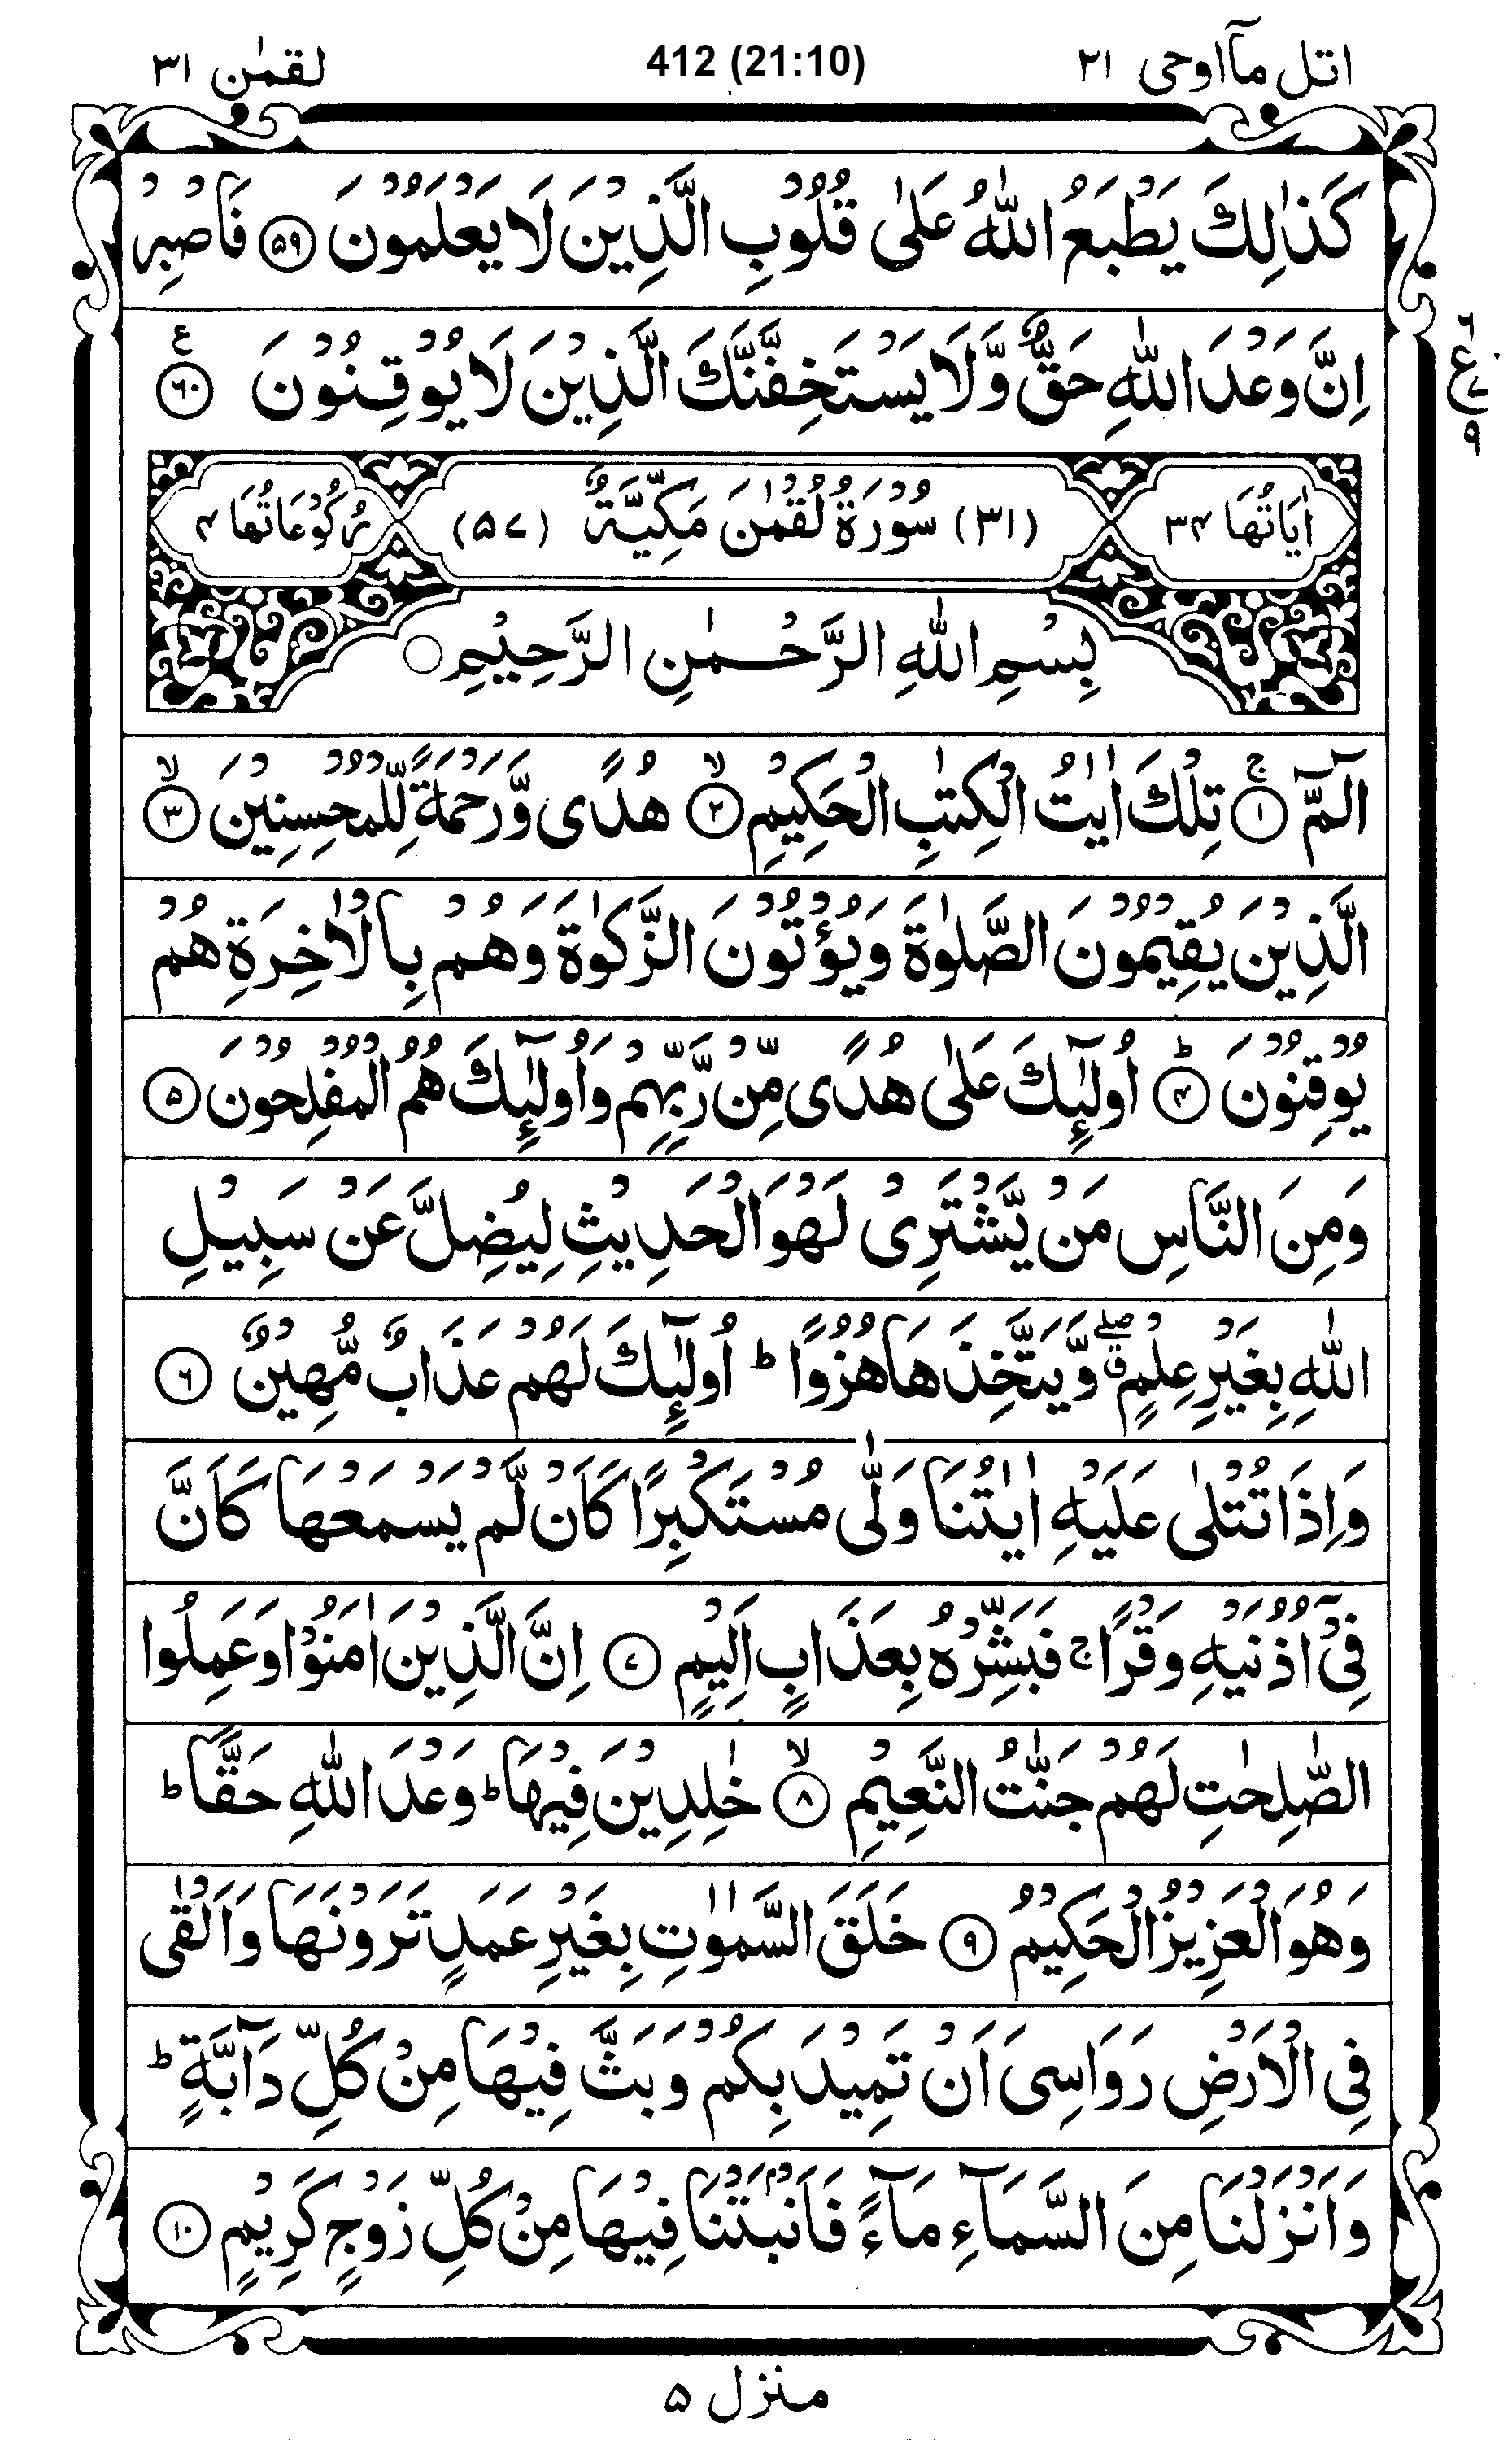 اتل مآ اوحی ۲۱ 412 (21:10) لقمٰن ۳۱
كَذٰلِكَ يَطْبَعُ اللّٰهُ عَلٰى قُلُوْبِ الَّذِيْنَ لَا يَعْلَمُوْنَ ۵۹ فَاصْبِرْ
اِنَّ وَعْدَ اللّٰهِ حَقٌّ وَّلَا يَسْتَخِفَّنَّكَ الَّذِيْنَ لَا يُوْقِنُوْنَ ۶۰ ع
۶
ع
۷
۹
اٰيَاتُهَا ۳۴ (۳۱) سُوْرَةُ لُقْمٰنَ مَكِّيَّةٌ (۵۷) رُكُوْعَاتُهَا ۴
بِسْمِ اللّٰهِ الرَّحْمٰنِ الرَّحِيْمِ
الٓمّٓ ۱ ۚ تِلْكَ اٰيٰتُ الْكِتٰبِ الْحَكِيْمِ ۲ ۙ هُدًى وَّرَحْمَةً لِّلْمُحْسِنِيْنَ ۳ ۙ
الَّذِيْنَ يُقِيْمُوْنَ الصَّلٰوةَ وَيُؤْتُوْنَ الزَّكٰوةَ وَهُمْ بِالْاٰخِرَةِ هُمْ
يُوْقِنُوْنَ ۴ ؕ اُولٰٓئِكَ عَلٰى هُدًى مِّنْ رَّبِّهِمْ وَاُولٰٓئِكَ هُمُ الْمُفْلِحُوْنَ ۵
وَمِنَ النَّاسِ مَنْ يَّشْتَرِيْ لَهْوَ الْحَدِيْثِ لِيُضِلَّ عَنْ سَبِيْلِ
اللّٰهِ بِغَيْرِ عِلْمٍ ۖق وَّيَتَّخِذَهَا هُزُوًا ؕ اُولٰٓئِكَ لَهُمْ عَذَابٌ مُّهِيْنٌ ۶
وَاِذَا تُتْلٰى عَلَيْهِ اٰيٰتُنَا وَلّٰى مُسْتَكْبِرًا كَاَنْ لَّمْ يَسْمَعْهَا كَاَنَّ
فِيْٓ اُذُنَيْهِ وَقْرًا ۚ فَبَشِّرْهُ بِعَذَابٍ اَلِيْمٍ ۷ اِنَّ الَّذِيْنَ اٰمَنُوْا وَعَمِلُوا
الصّٰلِحٰتِ لَهُمْ جَنّٰتُ النَّعِيْمِ ۸ ۙ خٰلِدِيْنَ فِيْهَا ؕ وَعْدَ اللّٰهِ حَقًّا ؕ
وَهُوَ الْعَزِيْزُ الْحَكِيْمُ ۹ خَلَقَ السَّمٰوٰتِ بِغَيْرِ عَمَدٍ تَرَوْنَهَا وَاَلْقٰى
فِي الْاَرْضِ رَوَاسِيَ اَنْ تَمِيْدَ بِكُمْ وَبَثَّ فِيْهَا مِنْ كُلِّ دَآبَّةٍ ؕ
وَاَنْزَلْنَا مِنَ السَّمَآءِ مَآءً فَاَنْۢبَتْنَا فِيْهَا مِنْ كُلِّ زَوْجٍ كَرِيْمٍ ۱۰
منزل ۵